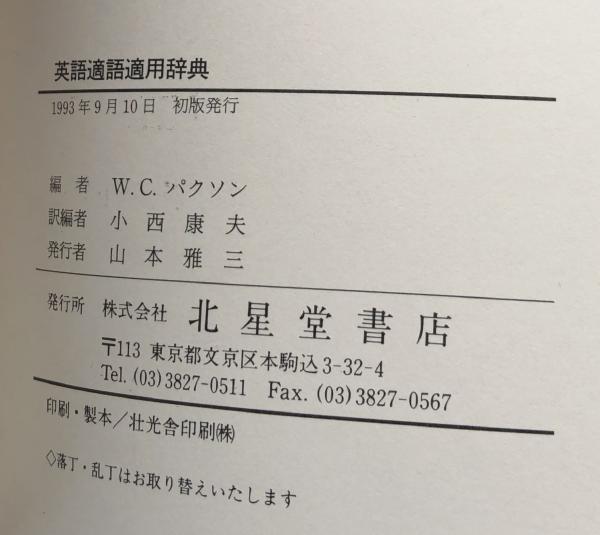 英語適語適用辞典
1993年9月10日 初版発行
編者 W.C.パクソン
訳編者 小西康夫
発行者 山本雅三
発行所 株式会社 北星堂書店
〒113 東京都文京区本駒込3-32-4
Tel. (03)3827-0511 Fax. (03)3827-0567
印刷・製本/壮光舎印刷㈱
◇落丁・乱丁はお取り替えいたします